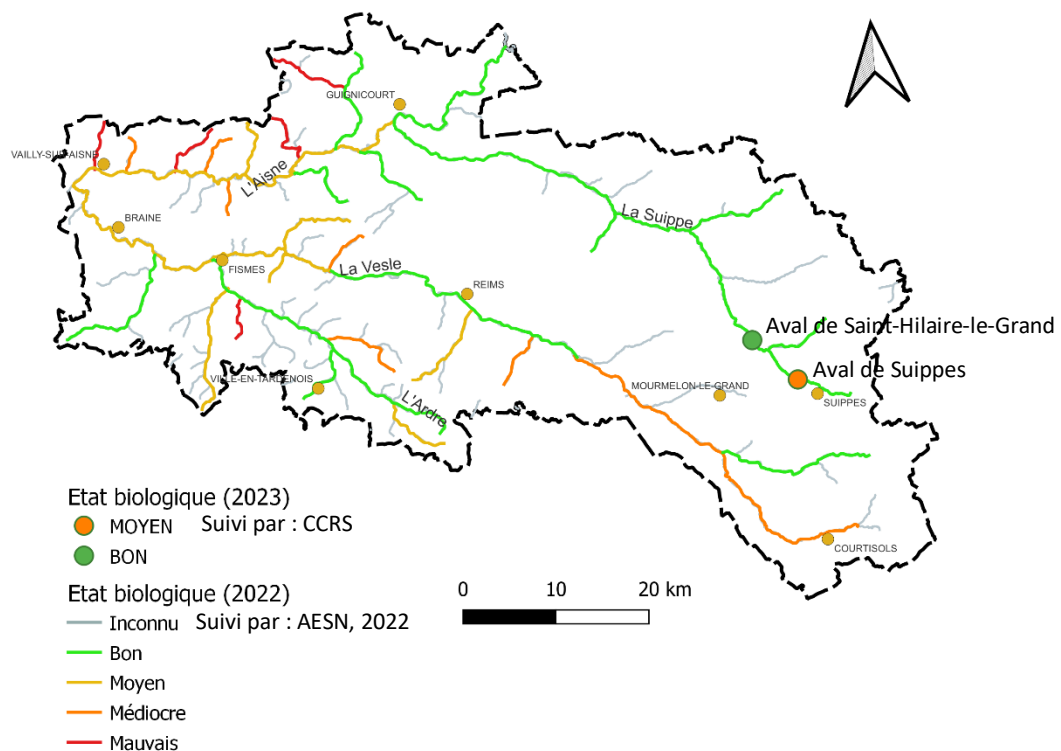 GUIGNICOURT
VAILLY-SUR-AISNE
L'Aisne
La Suippe
BRAINE
FISMES
La Vesle
REIMS
Aval de Saint-Hilaire-le-Grand
Aval de Suippes
VILLE-EN-TARDENOIS
MOURMELON-LE-GRAND
SUIPPES
L'Ardre
COURTISOLS
Etat biologique (2023)
MOYEN Suivi par : CCRS
BON
Etat biologique (2022)
Inconnu Suivi par : AESN, 2022
Bon
Moyen
Médiocre
Mauvais
0 10 20 km